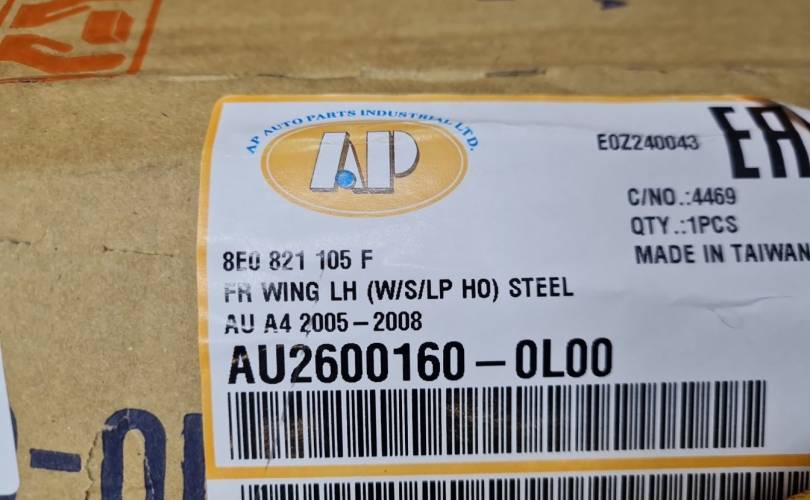 AP AUTO PARTS INDUSTRIAL LTD.
AP
E0Z240043
C/NO.:4469
QTY.:1PCS
MADE IN TAIWAN
8E0 821 105 F
FR WING LH (W/S/LP HO) STEEL
AU A4 2005-2008
AU2600160-0L00